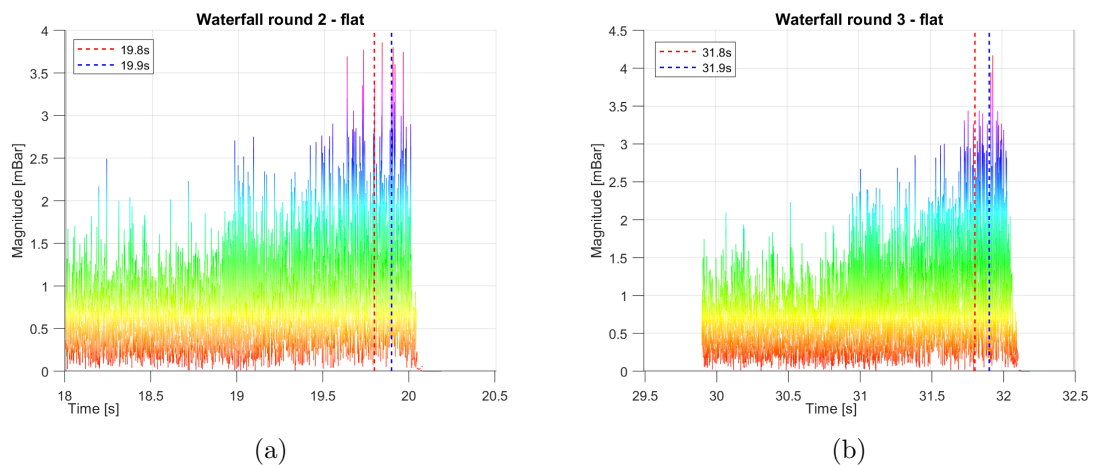 Waterfall round 2 - flat
4
3.5
3
2.5
2
1.5
1
0.5
0
Magnitude [mBar]
19.8s
19.9s
18
18.5
19
19.5
20
20.5
Time [s]
(a)
Waterfall round 3 - flat
4.5
4
3.5
3
2.5
2
1.5
1
0.5
0
Magnitude [mBar]
31.8s
31.9s
29.5
30
30.5
31
31.5
32
32.5
Time [s]
(b)